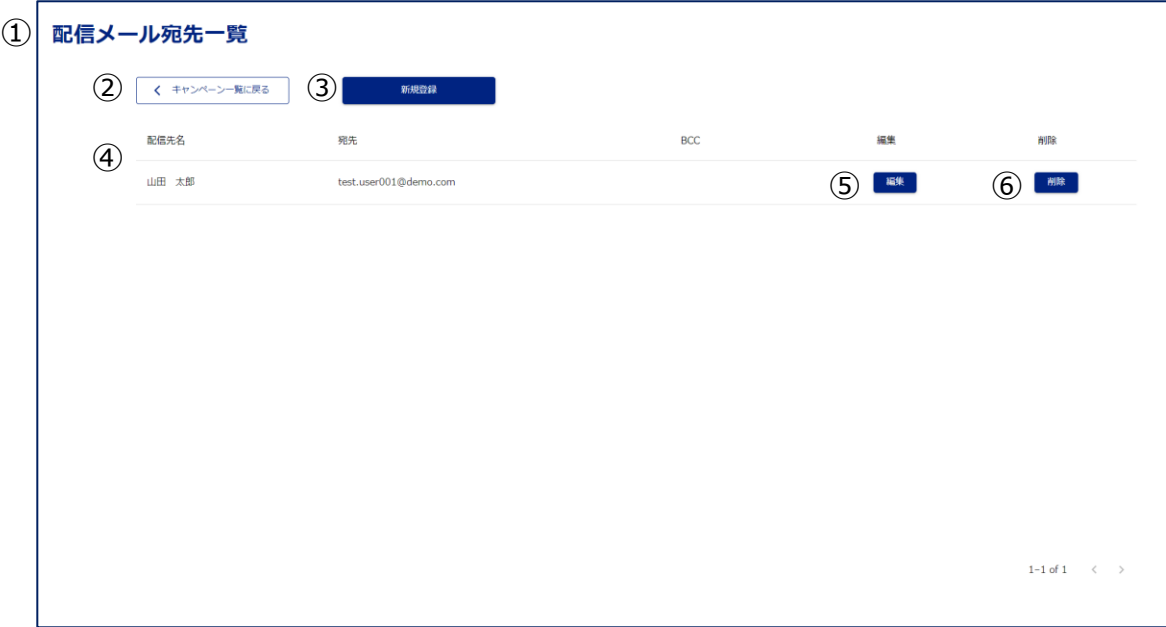 ① 配信メール宛先一覧
② キャンペーン一覧に戻る ③ 新規登録
④ 配信先名 宛先 BCC 編集 削除
山田 太郎 test.user001@demo.com ⑤ 編集 ⑥ 削除
1-1 of 1